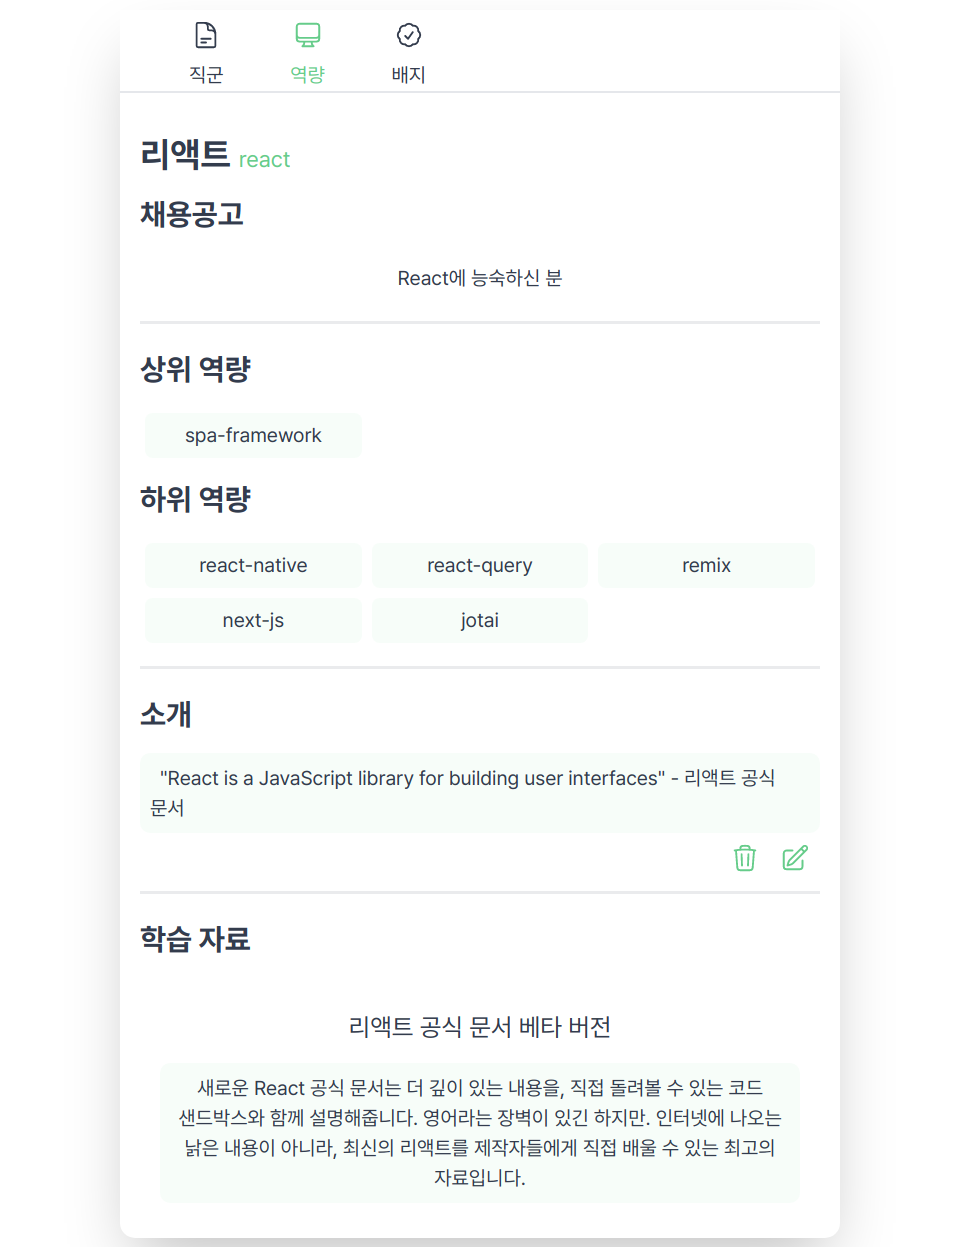 직군 역량 배지
리액트 react
채용공고
React에 능숙하신 분
상위 역량
spa-framework
하위 역량
react-native react-query remix
next-js jotai
소개
"React is a JavaScript library for building user interfaces" - 리액트 공식
문서
학습 자료
리액트 공식 문서 베타 버전
새로운 React 공식 문서는 더 깊이 있는 내용을, 직접 돌려볼 수 있는 코드
샌드박스와 함께 설명해줍니다. 영어라는 장벽이 있긴 하지만. 인터넷에 나오는
낡은 내용이 아니라, 최신의 리액트를 제작자들에게 직접 배울 수 있는 최고의
자료입니다.